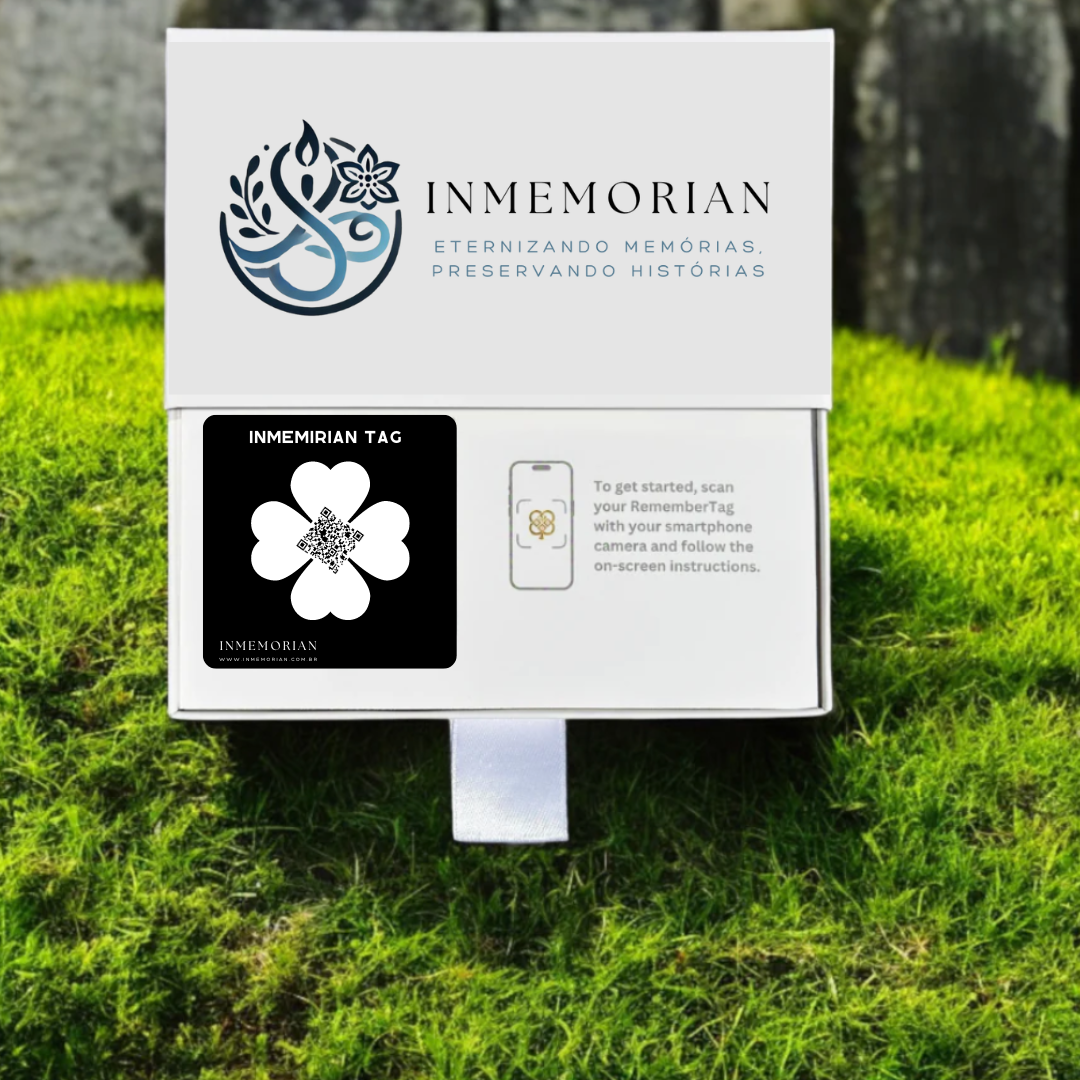 INMEMORIAN
ETERNIZANDO MEMÓRIAS,
PRESERVANDO HISTÓRIAS
INMEMIRIAN TAG
INMEMORIAN
WWW.INMEMORIAN.COM.BR
To get started, scan
your RememberTag
with your smartphone
camera and follow the
on-screen instructions.